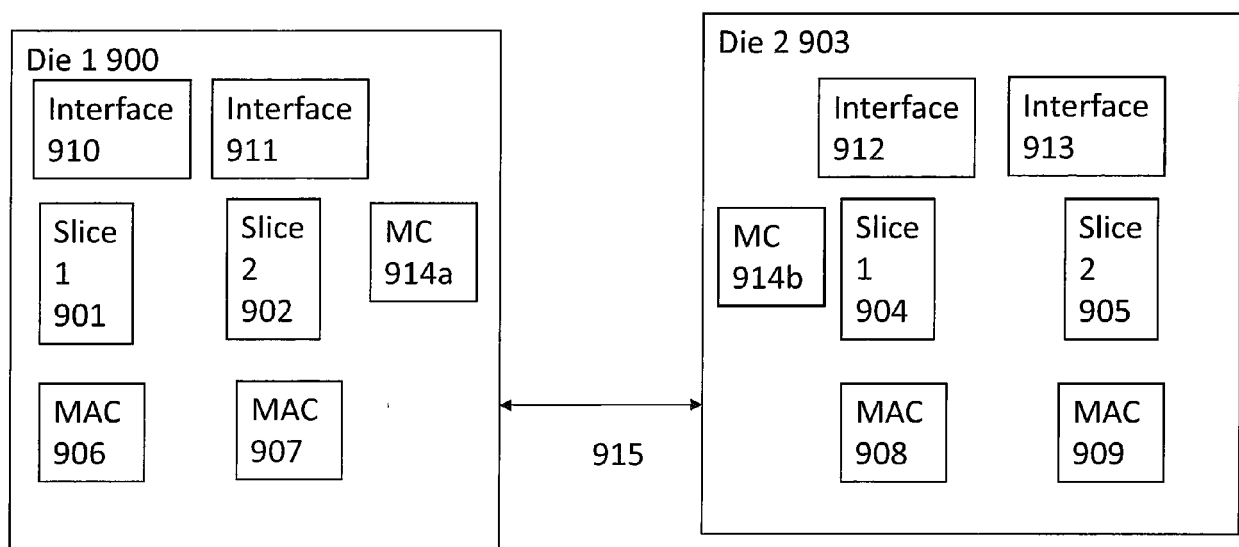 Die 1 900
Interface
910
Interface
911
Slice
1
901
Slice
2
902
MC
914a
MAC
906
MAC
907
915
Die 2 903
Interface
912
Interface
913
MC
914b
Slice
1
904
Slice
2
905
MAC
908
MAC
909